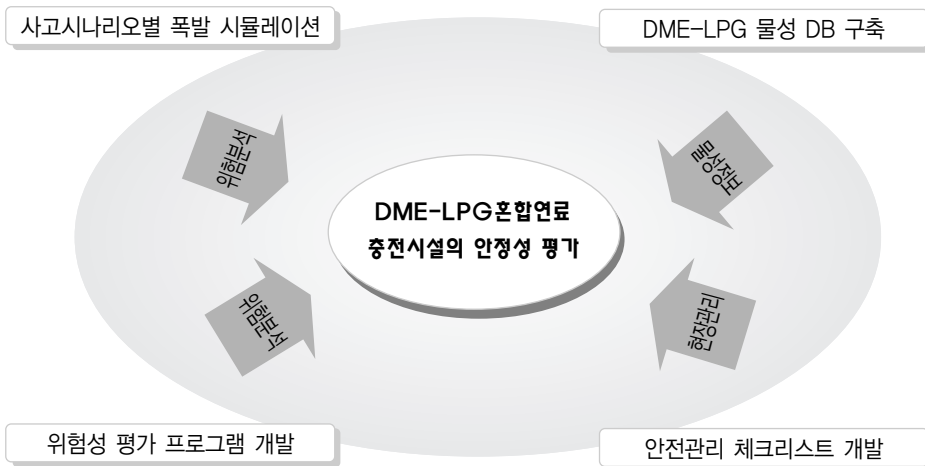 사고시나리오별 폭발 시뮬레이션
DME-LPG 물성 DB 구축
위험분석
물성정보
DME-LPG혼합연료
충전시설의 안정성 평가
위험분석
현장관리
위험성 평가 프로그램 개발
안전관리 체크리스트 개발